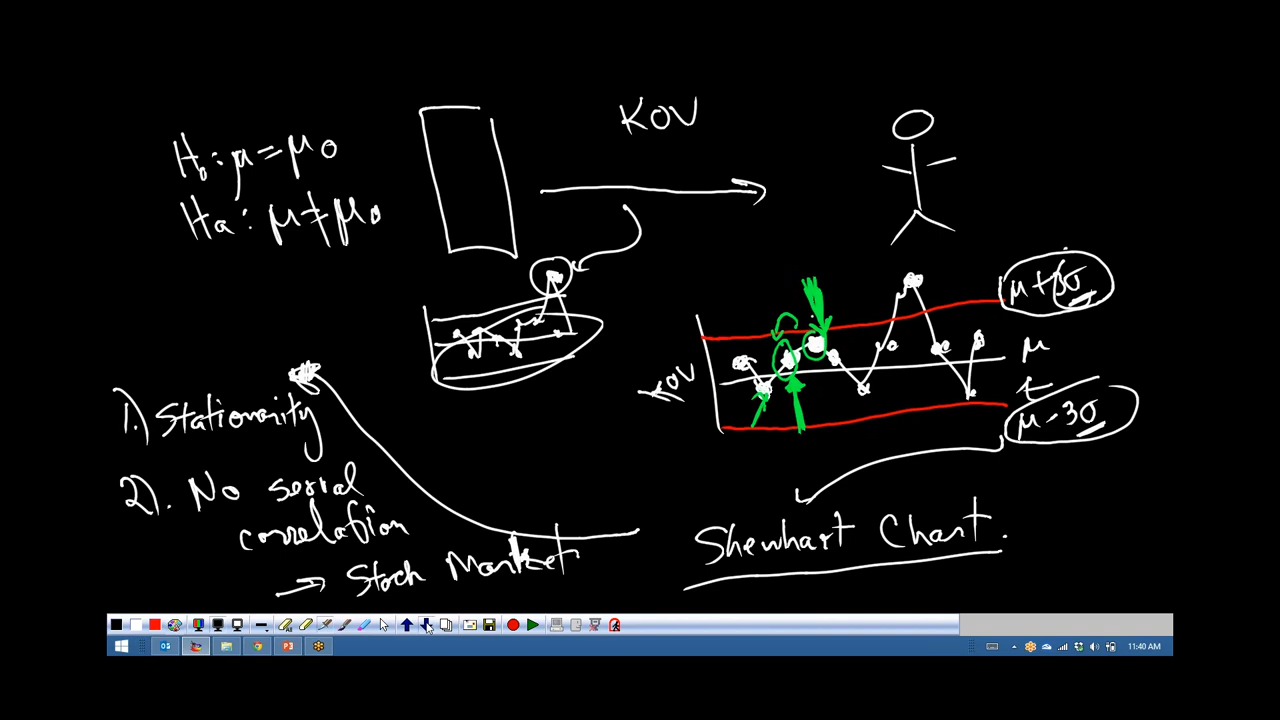 KOV
H₀: μ = μ₀
Hₐ: μ ≠ μ₀
μ + 3σ
μ
KOV
t
μ - 3σ
1.) Stationarity
2). No serial
correlation
→ Stock Market
Shewhart Chart.
11:40 AM